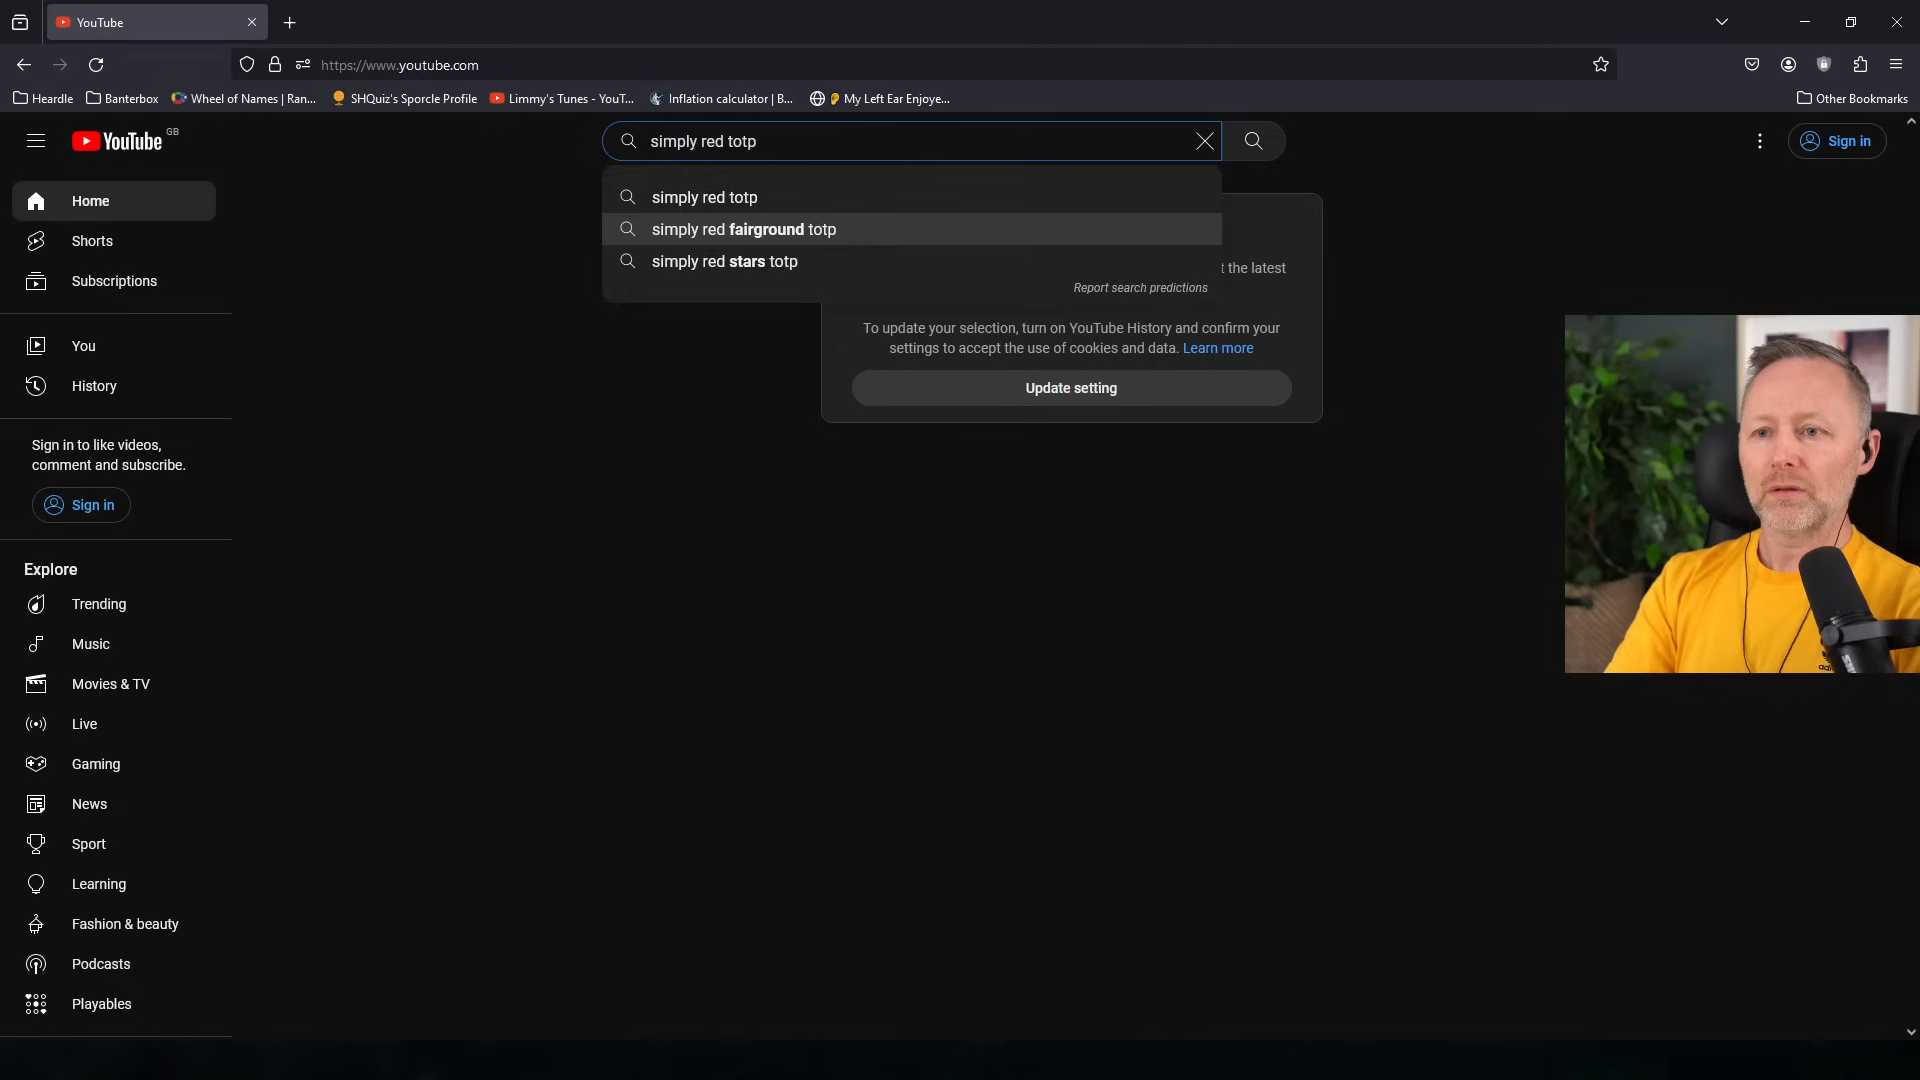 YouTube
https://www.youtube.com
Heardle
Banterbox
Wheel of Names | Ran...
SHQuiz's Sporcle Profile
Limmy's Tunes - YouT...
Inflation calculator | B...
My Left Ear Enjoye...
Other Bookmarks
YouTube GB
simply red totp
Sign in
simply red totp
simply red fairground totp
simply red stars totp
Report search predictions
t the latest
To update your selection, turn on YouTube History and confirm your
settings to accept the use of cookies and data. Learn more
Update setting
Home
Shorts
Subscriptions
You
History
Sign in to like videos,
comment and subscribe.
Sign in
Explore
Trending
Music
Movies & TV
Live
Gaming
News
Sport
Learning
Fashion & beauty
Podcasts
Playables